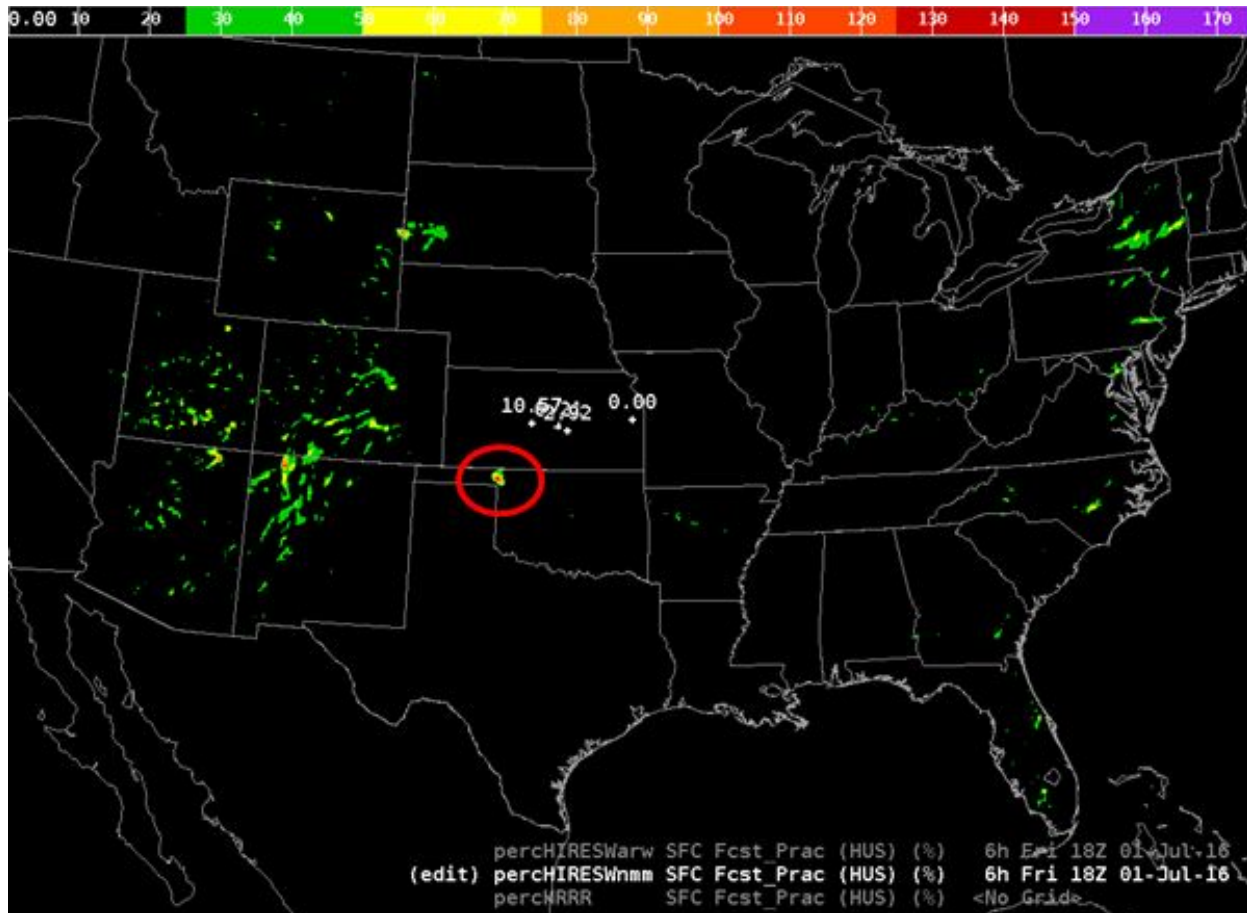 0.00 10 20 30 40 50 60 70 80 90 100 110 120 130 140 150 160 170
0.00
percHIRESWarw SFC Fcst_Prac (HUS) (%) 6h Fri 18Z 01-Jul-16
(edit) percHIRESWnmm SFC Fcst_Prac (HUS) (%) 6h Fri 18Z 01-Jul-16
percHRRR SFC Fcst_Prac (HUS) (%) <No Grid>